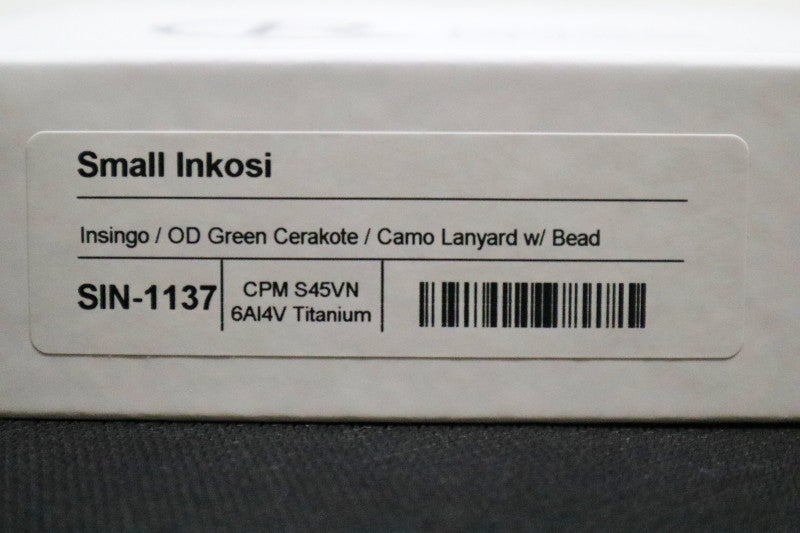 Small Inkosi
Insingo / OD Green Cerakote / Camo Lanyard w/ Bead
SIN-1137
CPM S45VN
6Al4V Titanium